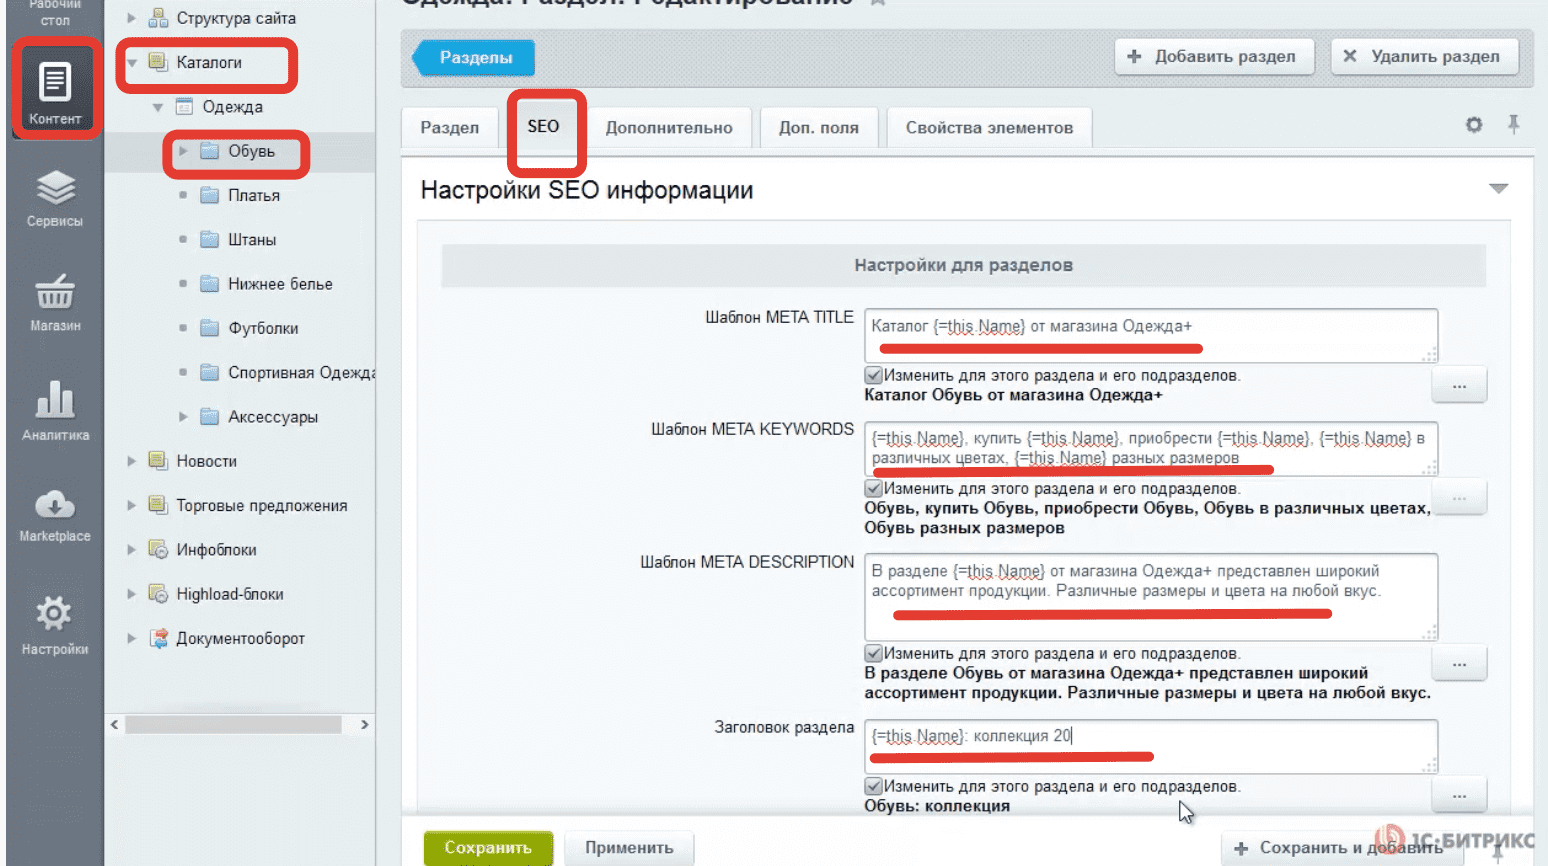 Рабочий
стол
Контент
Сервисы
Магазин
Аналитика
Marketplace
Настройки
Структура сайта
Каталоги
Одежда
Обувь
Платья
Штаны
Нижнее белье
Футболки
Спортивная Одежда
Аксессуары
Новости
Торговые предложения
Инфоблоки
Highload-блоки
Документооборот
Одежда: Раздел: Редактирование
Разделы
Добавить раздел
Удалить раздел
Раздел
SEO
Дополнительно
Доп. поля
Свойства элементов
Настройки SEO информации
Настройки для разделов
Шаблон META TITLE
Каталог {=this.Name} от магазина Одежда+
Изменить для этого раздела и его подразделов.
...
Каталог Обувь от магазина Одежда+
Шаблон META KEYWORDS
{=this.Name}, купить {=this.Name}, приобрести {=this.Name}, {=this.Name} в
различных цветах, {=this.Name} разных размеров
Изменить для этого раздела и его подразделов.
...
Обувь, купить Обувь, приобрести Обувь, Обувь в различных цветах,
Обувь разных размеров
Шаблон META DESCRIPTION
В разделе {=this.Name} от магазина Одежда+ представлен широкий
ассортимент продукции. Различные размеры и цвета на любой вкус.
Изменить для этого раздела и его подразделов.
...
В разделе Обувь от магазина Одежда+ представлен широкий
ассортимент продукции. Различные размеры и цвета на любой вкус.
Заголовок раздела
{=this.Name}: коллекция 20
Изменить для этого раздела и его подразделов.
...
Обувь: коллекция
Сохранить
Применить
Сохранить и добавить
1С·БИТРИКС